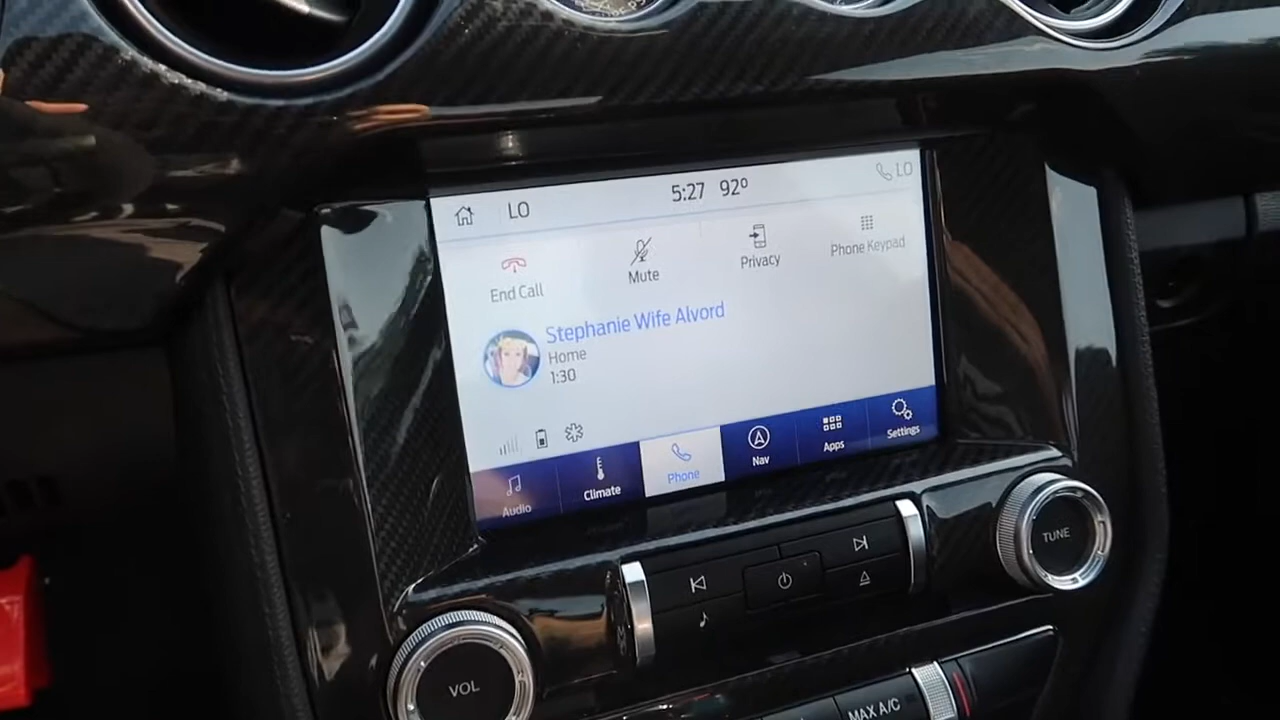 LO
5:27 92°
LO
End Call
Mute
Privacy
Phone Keypad
Stephanie Wife Alvord
Home
1:30
Audio
Climate
Phone
Nav
Apps
Settings
VOL
TUNE
MAX A/C